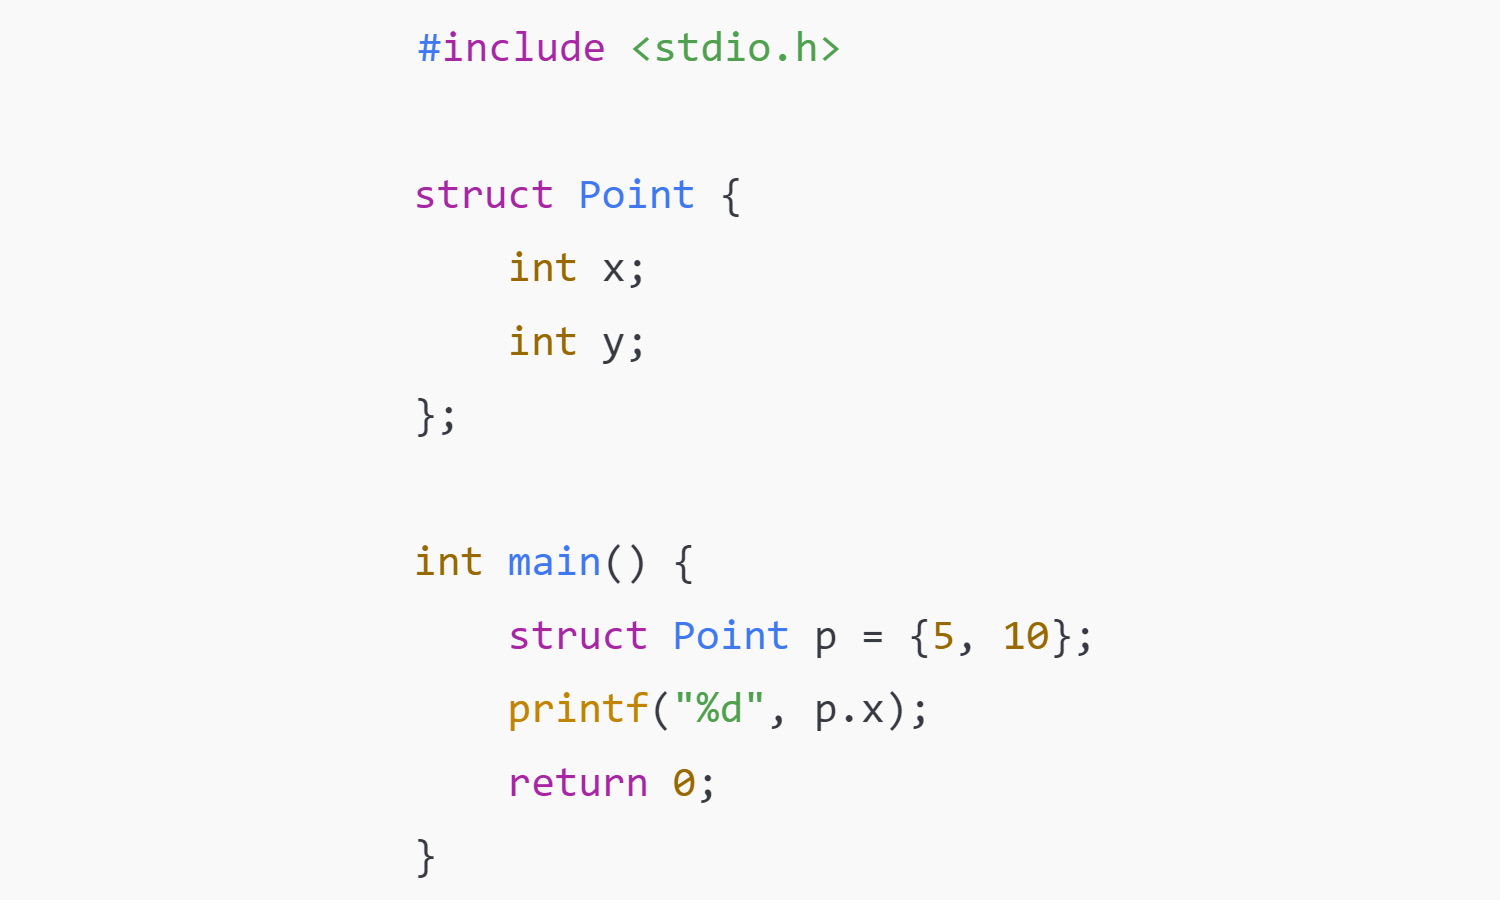 #include <stdio.h>

struct Point {
    int x;
    int y;
};

int main() {
    struct Point p = {5, 10};
    printf("%d", p.x);
    return 0;
}